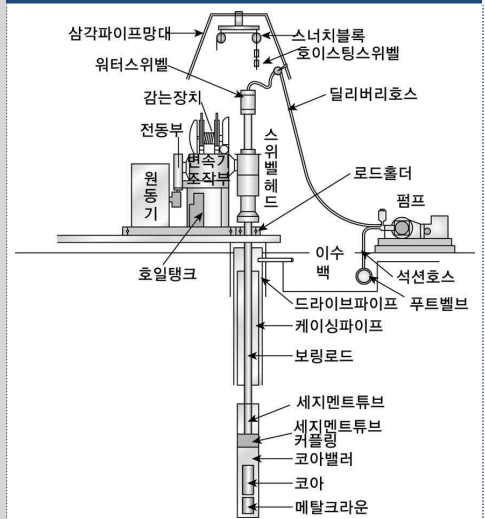 삼각파이프망대
스너치블록
호이스팅스위벨
워터스위벨
감는장치
딜리버리호스
전동부
스위벨헤드
변속기
조작부
원동기
로드홀더
펌프
호일탱크
이수
백
석션호스
드라이브파이프
푸트벨브
케이싱파이프
보링로드
세지멘트튜브
세지멘트튜브
커플링
코아밸러
코아
메탈크라운